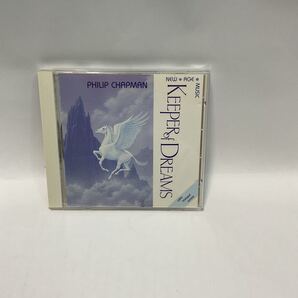 PHILIP CHAPMAN
NEW ★ AGE ★ MUSIC
KEEPER of DREAMS